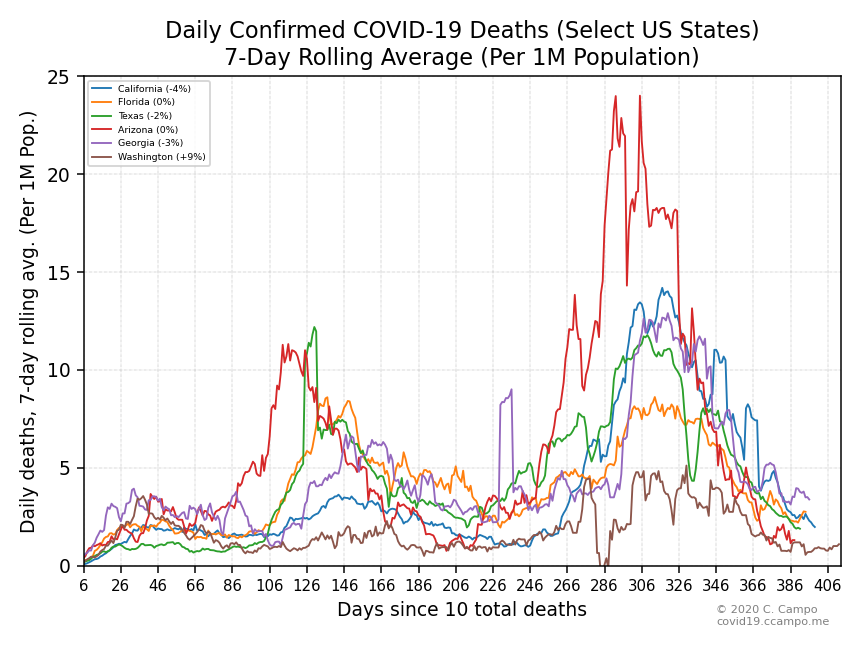 Daily Confirmed COVID-19 Deaths (Select US States)
7-Day Rolling Average (Per 1M Population)
Daily deaths, 7-day rolling avg. (Per 1M Pop.)
25
20
15
10
5
0
California (-4%)
Florida (0%)
Texas (-2%)
Arizona (0%)
Georgia (-3%)
Washington (+9%)
6 26 46 66 86 106 126 146 166 186 206 226 246 266 286 306 326 346 366 386 406
Days since 10 total deaths
© 2020 C. Campo
covid19.ccampo.me